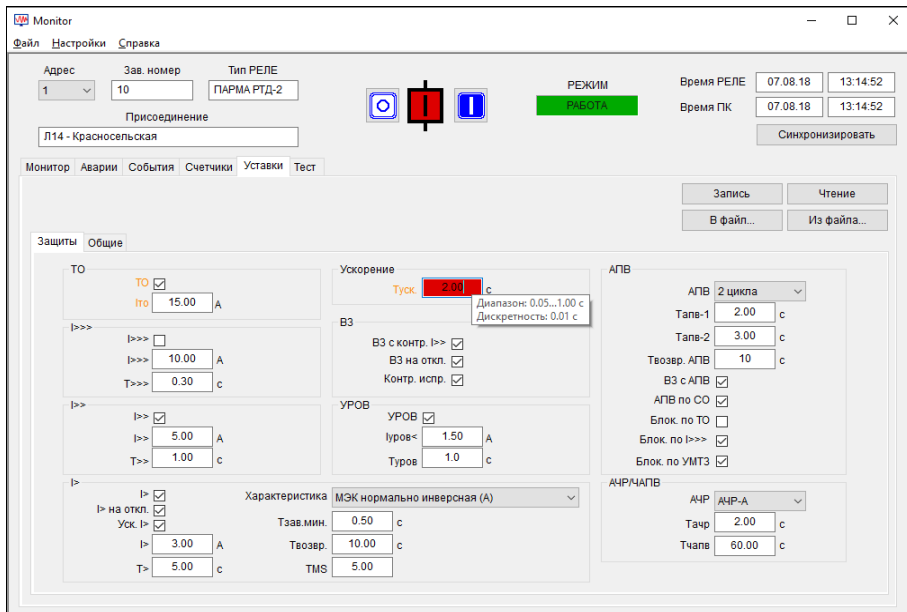 Monitor
Файл Настройки Справка
Адрес Зав. номер Тип РЕЛЕ
1 10 ПАРМА РТД-2
Присоединение
Л14 - Красносельская
РЕЖИМ
РАБОТА
Время РЕЛЕ 07.08.18 13:14:52
Время ПК 07.08.18 13:14:52
Синхронизировать
Монитор Аварии События Счетчики Уставки Тест
Запись Чтение
В файл... Из файла...
Защиты Общие
ТО
ТО
Iто 15.00 А
I>>>
I>>>
I>>> 10.00 А
T>>> 0.30 с
I>>
I>>
I>> 5.00 А
T>> 1.00 с
I>
I>
I> на откл.
Уск. I>
I> 3.00 А
T> 5.00 с
Ускорение
Туск. 2.00 с
Диапазон: 0.05...1.00 с
Дискретность: 0.01 с
ВЗ
ВЗ с контр. I>>
ВЗ на откл.
Контр. испр.
УРОВ
УРОВ
Iуров< 1.50 А
Туров 1.0 с
Характеристика МЭК нормально инверсная (А)
Тзав.мин. 0.50 с
Твозвр. 10.00 с
TMS 5.00
АПВ
АПВ 2 цикла
Тапв-1 2.00 с
Тапв-2 3.00 с
Твозвр. АПВ 10 с
ВЗ с АПВ
АПВ по СО
Блок. по ТО
Блок. по I>>>
Блок. по УМТЗ
АЧР/ЧАПВ
АЧР АЧР-А
Тачр 2.00 с
Тчапв 60.00 с